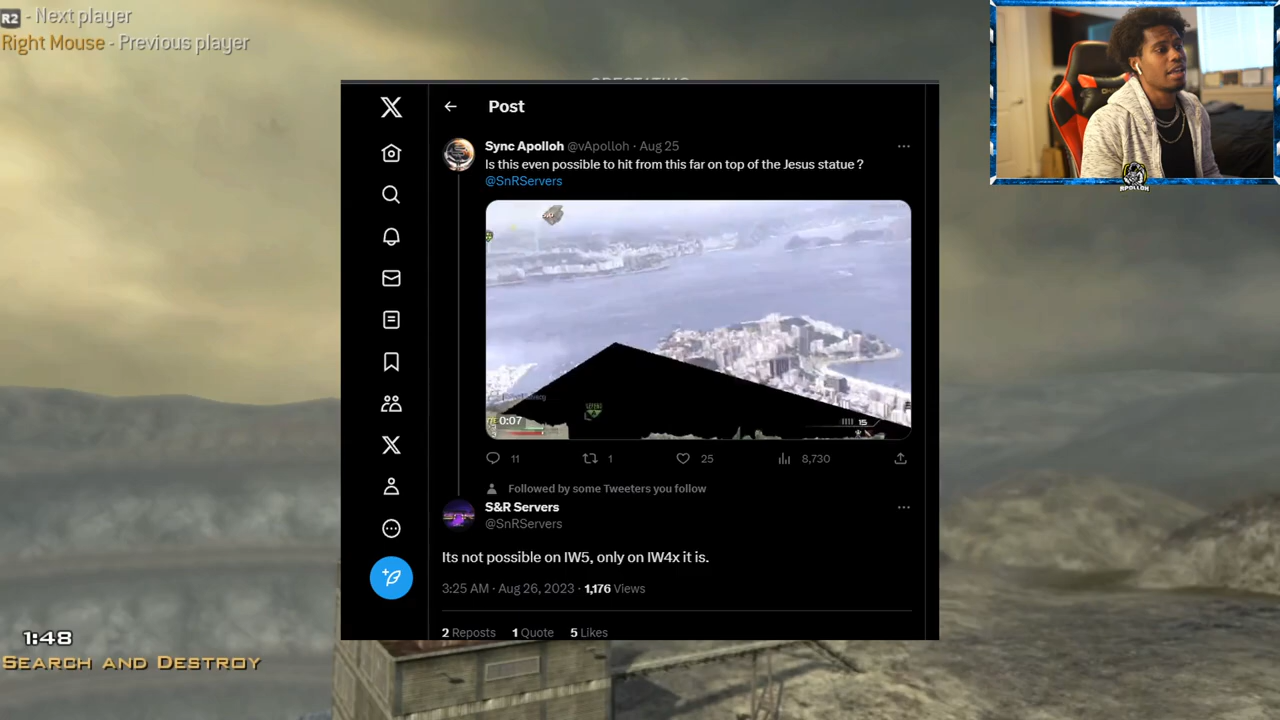 R2 - Next player
Right Mouse - Previous player
SPECTATING
APOLLOH
Post
Sync Apolloh @vApolloh · Aug 25
Is this even possible to hit from this far on top of the Jesus statue ?
@SnRServers
0:07
15
11 1 25 8,730
Followed by some Tweeters you follow
S&R Servers
@SnRServers
Its not possible on IW5, only on IW4x it is.
3:25 AM · Aug 26, 2023 · 1,176 Views
2 Reposts 1 Quote 5 Likes
1:48
Search and Destroy